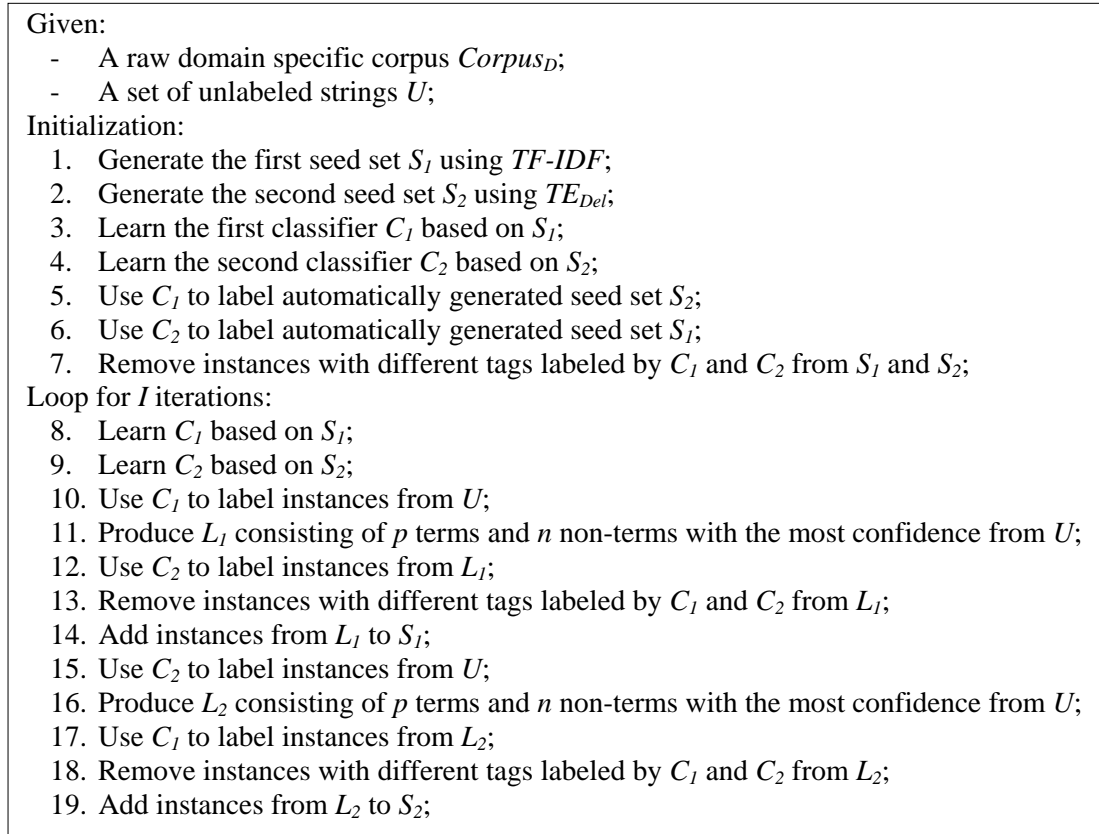 Given:
- A raw domain specific corpus CorpusD;
- A set of unlabeled strings U;
Initialization:
1. Generate the first seed set S1 using TF-IDF;
2. Generate the second seed set S2 using TEDel;
3. Learn the first classifier C1 based on S1;
4. Learn the second classifier C2 based on S2;
5. Use C1 to label automatically generated seed set S2;
6. Use C2 to label automatically generated seed set S1;
7. Remove instances with different tags labeled by C1 and C2 from S1 and S2;
Loop for I iterations:
8. Learn C1 based on S1;
9. Learn C2 based on S2;
10. Use C1 to label instances from U;
11. Produce L1 consisting of p terms and n non-terms with the most confidence from U;
12. Use C2 to label instances from L1;
13. Remove instances with different tags labeled by C1 and C2 from L1;
14. Add instances from L1 to S1;
15. Use C2 to label instances from U;
16. Produce L2 consisting of p terms and n non-terms with the most confidence from U;
17. Use C1 to label instances from L2;
18. Remove instances with different tags labeled by C1 and C2 from L2;
19. Add instances from L2 to S2;